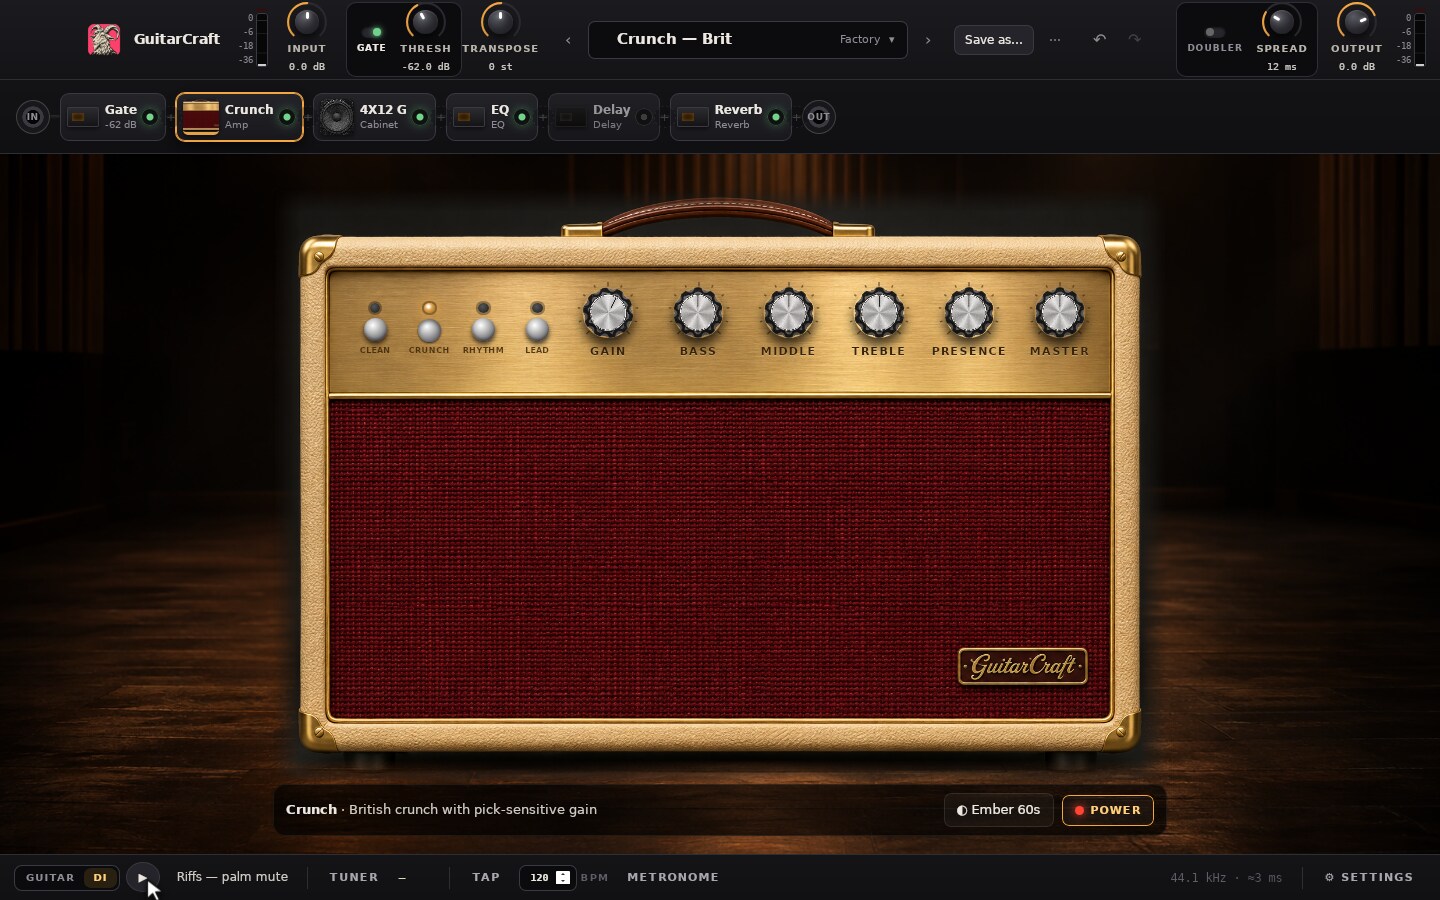 GuitarCraft
0
-6
-18
-36
INPUT
0.0 dB
GATE
THRESH
-62.0 dB
TRANSPOSE
0 st
Crunch — Brit
Factory
Save as...
DOUBLER
SPREAD
12 ms
OUTPUT
0.0 dB
0
-6
-18
-36
IN
Gate
-62 dB
Crunch
Amp
4X12 G
Cabinet
EQ
EQ
Delay
Delay
Reverb
Reverb
OUT
CLEAN
CRUNCH
RHYTHM
LEAD
GAIN
BASS
MIDDLE
TREBLE
PRESENCE
MASTER
GuitarCraft
Crunch · British crunch with pick-sensitive gain
Ember 60s
POWER
GUITAR
DI
Riffs — palm mute
TUNER
–
TAP
120
BPM
METRONOME
44.1 kHz · ≈3 ms
SETTINGS